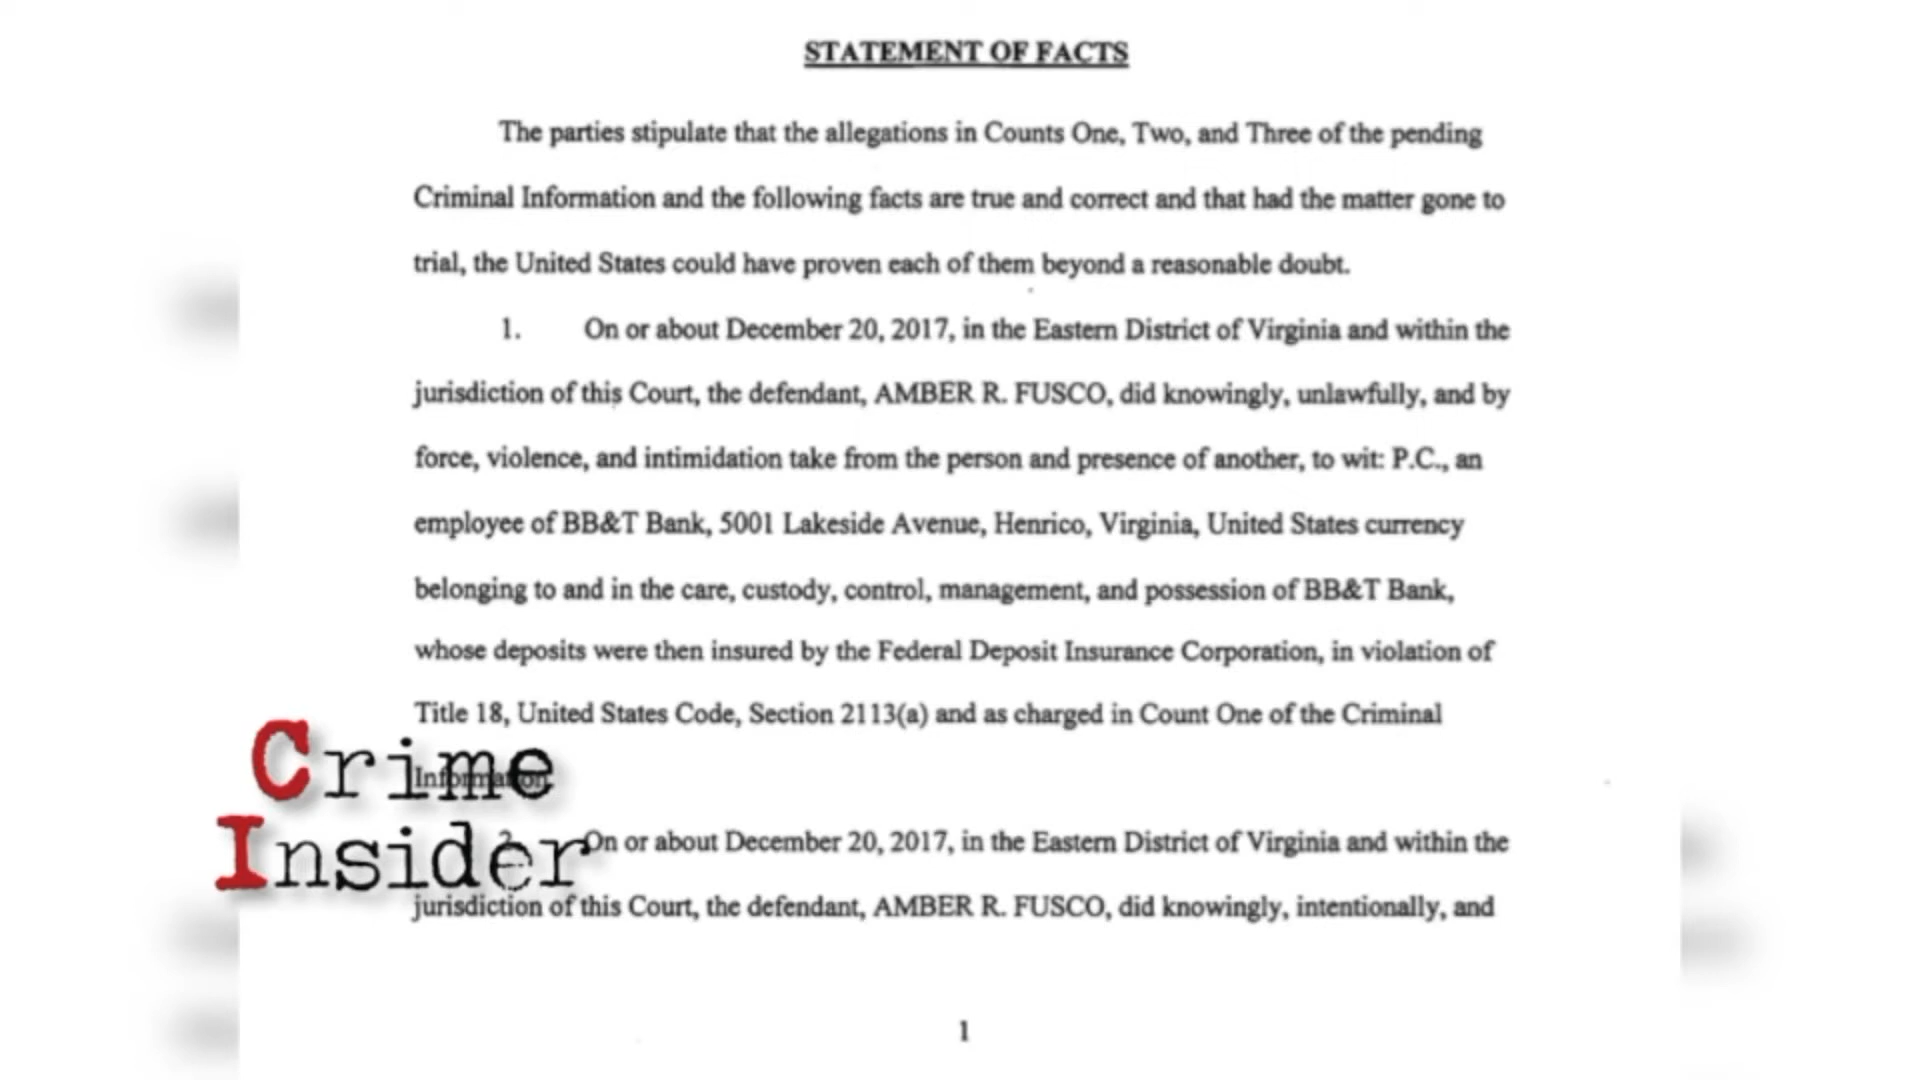 STATEMENT OF FACTS
The parties stipulate that the allegations in Counts One, Two, and Three of the pending
Criminal Information and the following facts are true and correct and that had the matter gone to
trial, the United States could have proven each of them beyond a reasonable doubt.
1. On or about December 20, 2017, in the Eastern District of Virginia and within the
jurisdiction of this Court, the defendant, AMBER R. FUSCO, did knowingly, unlawfully, and by
force, violence, and intimidation take from the person and presence of another, to wit: P.C., an
employee of BB&T Bank, 5001 Lakeside Avenue, Henrico, Virginia, United States currency
belonging to and in the care, custody, control, management, and possession of BB&T Bank,
whose deposits were then insured by the Federal Deposit Insurance Corporation, in violation of
Title 18, United States Code, Section 2113(a) and as charged in Count One of the Criminal
Information.
Crime
Insider
2. On or about December 20, 2017, in the Eastern District of Virginia and within the
jurisdiction of this Court, the defendant, AMBER R. FUSCO, did knowingly, intentionally, and
1